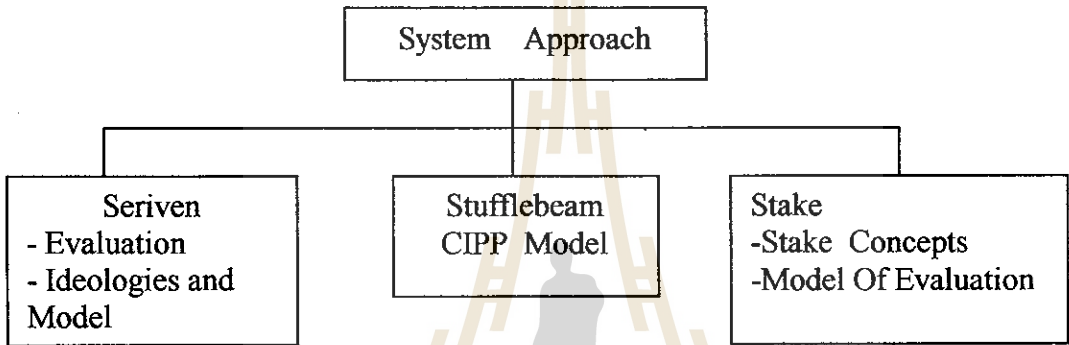 System Approach
Seriven
- Evaluation
- Ideologies and
Model
Stufflebeam
CIPP Model
Stake
-Stake Concepts
-Model Of Evaluation